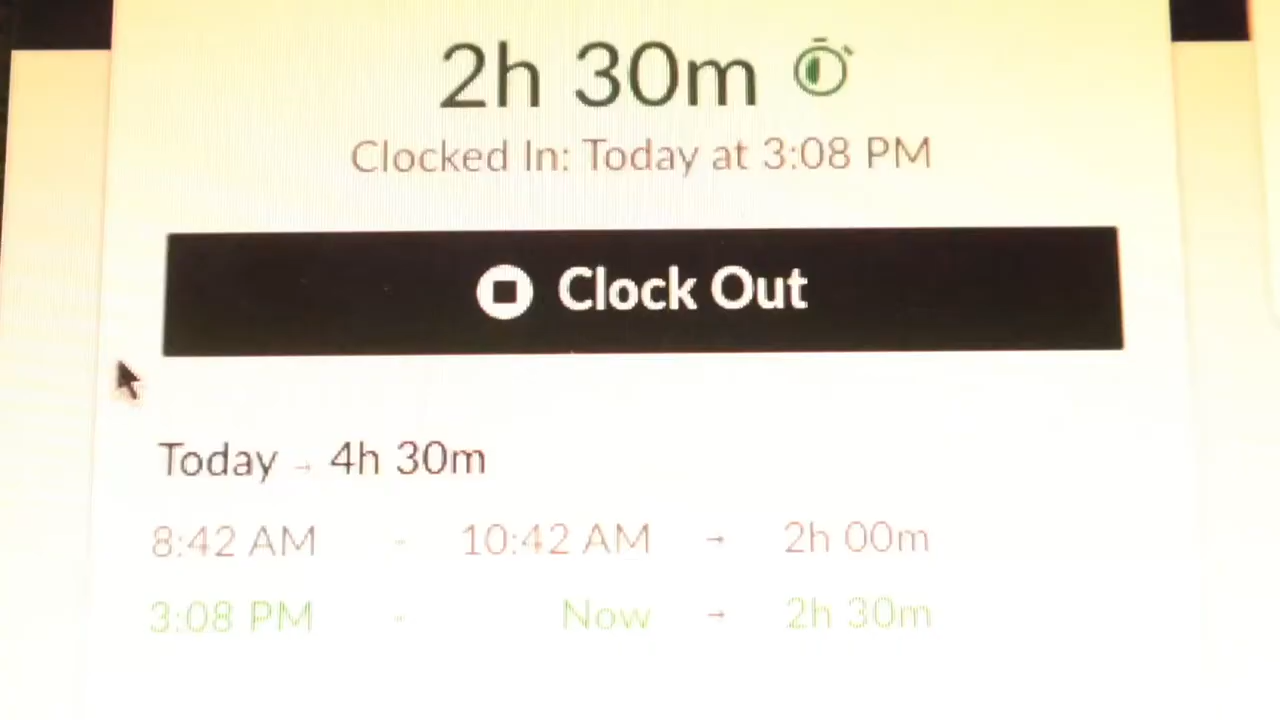 2h 30m
Clocked In: Today at 3:08 PM
Clock Out
Today → 4h 30m
8:42 AM - 10:42 AM → 2h 00m
3:08 PM - Now → 2h 30m